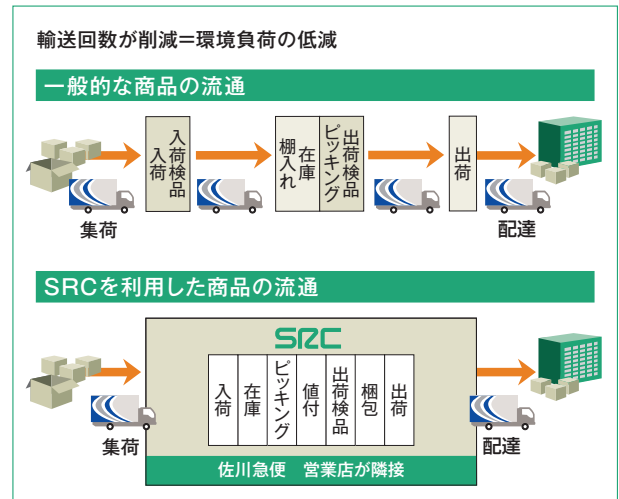 輸送回数が削減=環境負荷の低減
一般的な商品の流通
入荷検品
入荷
在庫
棚入れ
出荷検品
ピッキング
出荷
集荷
配達
SRCを利用した商品の流通
SRC
入荷
在庫
ピッキング
値付
出荷検品
梱包
出荷
集荷
配達
佐川急便 営業店が隣接